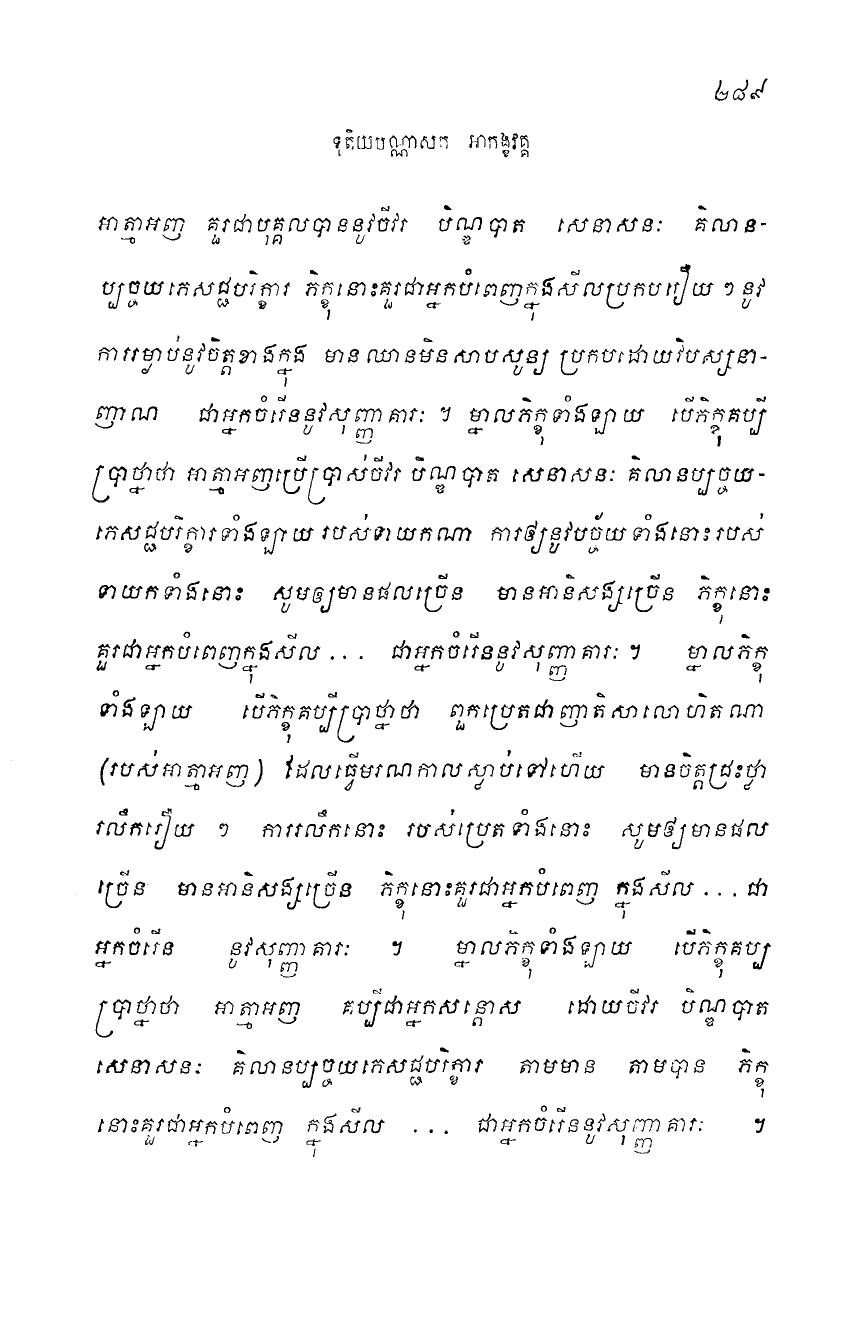 ២៨៩
ទុតិយបណ្ណាសក អាកង្ខវគ្គ
អាត្មាអញ គួរជាបុគ្គលបាននូវចីវរ បិណ្ឌបាត សេនាសនៈ គិលាន-
ប្បច្ចយភេសជ្ជបរិក្ខារ ភិក្ខុនោះគួរជាអ្នកបំពេញក្នុងសីលប្រកបរឿយ ៗ នូវ
ការរម្ងាប់នូវចិត្តខាងក្នុង មានឈានមិនសាបសូន្យ ប្រកបដោយវិបស្សនា-
ញាណ ជាអ្នកចំរើននូវសុញ្ញាគារៈ ។ ម្នាលភិក្ខុទាំងឡាយ បើភិក្ខុគប្បី
ប្រាថ្នាថា អាត្មាអញប្រើប្រាស់ចីវរ បិណ្ឌបាត សេនាសនៈ គិលានប្បច្ចយ-
ភេសជ្ជបរិក្ខារទាំងឡាយ របស់ទាយកណា ការឲ្យនូវបច្ច័យទាំងនោះរបស់
ទាយកទាំងនោះ សូមឲ្យមានផលច្រើន មានអានិសង្សច្រើន ភិក្ខុនោះ
គួរជាអ្នកបំពេញក្នុងសីល ... ជាអ្នកចំរើននូវសុញ្ញាគារៈ ។ ម្នាលភិក្ខុ
ទាំងឡាយ បើភិក្ខុគប្បីប្រាថ្នាថា ពួកប្រេតជាញាតិសាលោហិតណា
(របស់អាត្មាអញ) ដែលធ្វើមរណកាលស្លាប់ទៅហើយ មានចិត្តជ្រះថ្លា
រលឹករឿយ ៗ ការរលឹកនោះ របស់ប្រេតទាំងនោះ សូមឲ្យមានផល
ច្រើន មានអានិសង្សច្រើន ភិក្ខុនោះគួរជាអ្នកបំពេញ ក្នុងសីល ... ជា
អ្នកចំរើន នូវសុញ្ញាគារៈ ។ ម្នាលភិក្ខុទាំងឡាយ បើភិក្ខុគប្ប
ប្រាថ្នាថា អាត្មាអញ គប្បីជាអ្នកសន្តោស ដោយចីវរ បិណ្ឌបាត
សេនាសនៈ គិលានប្បច្ចយភេសជ្ជបរិក្ខារ តាមមាន តាមបាន ភិក្ខុ
នោះគួរជាអ្នកបំពេញ ក្នុងសីល ... ជាអ្នកចំរើននូវសុញ្ញាគារៈ ។